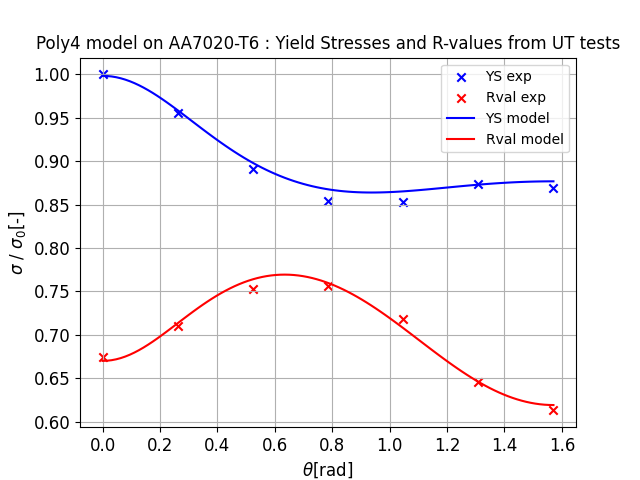 Poly4 model on AA7020-T6 : Yield Stresses and R-values from UT tests
YS exp
Rval exp
YS model
Rval model
1.00
0.95
0.90
0.85
0.80
0.75
0.70
0.65
0.60
σ / σ₀[-]
0.0 0.2 0.4 0.6 0.8 1.0 1.2 1.4 1.6
θ[rad]